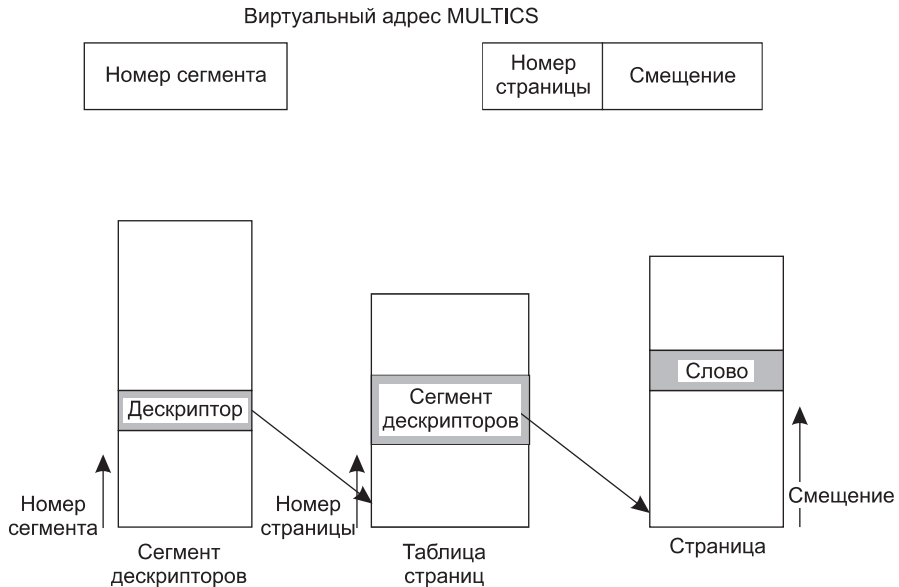 Виртуальный адрес MULTICS
Номер сегмента
Номер
страницы
Смещение
Дескриптор
Сегмент
дескрипторов
Слово
Номер
сегмента
Номер
страницы
Смещение
Сегмент
дескрипторов
Таблица
страниц
Страница